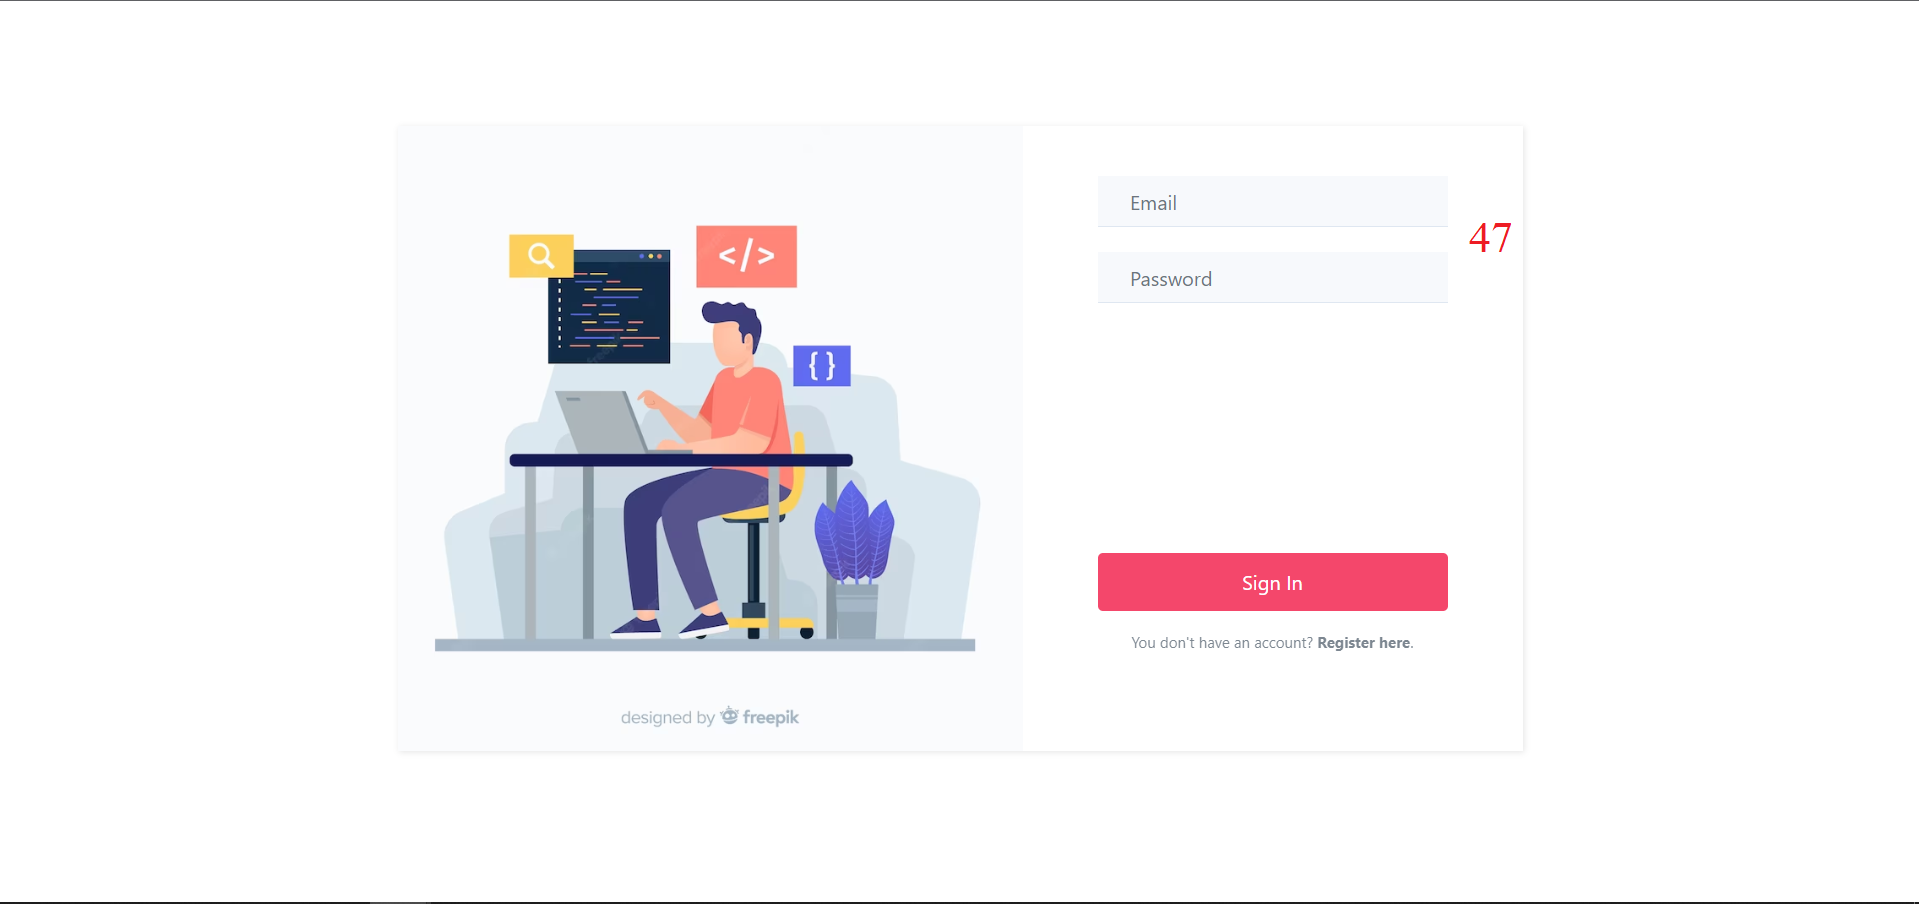 Email
47
Password
</>
{ }
Sign In
You don't have an account? Register here.
designed by freepik